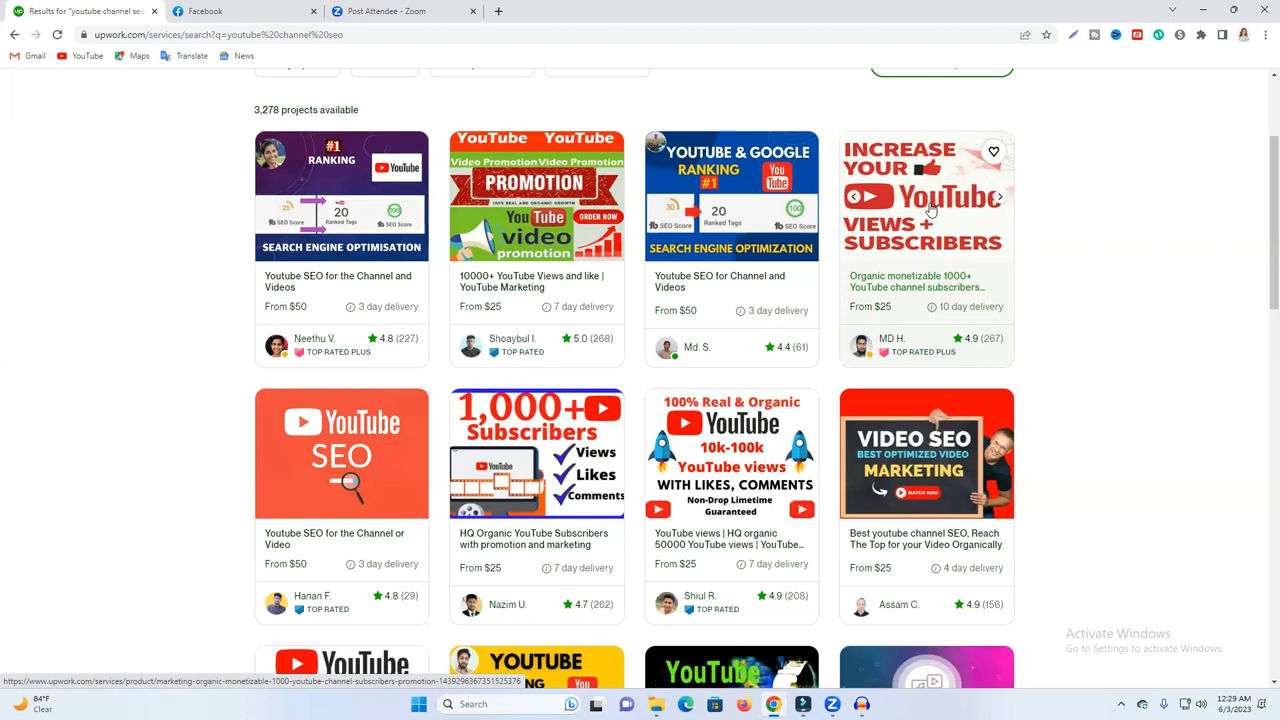 Results for "youtube channel seo
Facebook
Post Attendee - Zoom
upwork.com/services/search?q=youtube%20channel%20seo
Gmail
YouTube
Maps
Translate
News
3,278 projects available
#1
RANKING
YouTube
25
SEO Score
20
Ranked Tags
100
SEO Score
SEARCH ENGINE OPTIMISATION
Youtube SEO for the Channel and
Videos
From $50
3 day delivery
Neethu V.
4.8 (227)
TOP RATED PLUS
YouTube YouTube
Video Promotion Video Promotion
PROMOTION
100% REAL AND ORGANIC GROWTH
YouTube
video
promotion
ORDER NOW
10000+ YouTube Views and like |
YouTube Marketing
From $25
7 day delivery
Shoaybul I.
5.0 (268)
TOP RATED
YOUTUBE & GOOGLE
RANKING
#1
You
Tube
30
SEO Score
20
Ranked Tags
100
SEO Score
SEARCH ENGINE OPTIMIZATION
Youtube SEO for Channel and
Videos
From $50
3 day delivery
Md. S.
4.4 (61)
INCREASE
YOUR
YouTube
VIEWS +
SUBSCRIBERS
Organic monetizable 1000+
YouTube channel subscribers...
From $25
10 day delivery
MD H.
4.9 (267)
TOP RATED PLUS
YouTube
SEO
Youtube SEO for the Channel or
Video
From $50
3 day delivery
Hanan F.
4.8 (29)
TOP RATED
1,000+
Subscribers
YouTube
Views
Likes
Comments
HQ Organic YouTube Subscribers
with promotion and marketing
From $25
7 day delivery
Nazim U.
4.7 (262)
100% Real & Organic
YouTube
10k-100k
YouTube views
WITH LIKES, COMMENTS
Non-Drop Limetime
Guaranteed
YouTube views | HQ organic
50000 YouTube views | YouTube...
From $25
7 day delivery
Shiul R.
4.9 (208)
TOP RATED
VIDEO SEO
BEST OPTIMIZED VIDEO
MARKETING
WATCH NOW
Best youtube channel SEO, Reach
The Top for your Video Organically
From $25
4 day delivery
Assam C.
4.9 (156)
YouTube
YOUTUBE
You
YouTube
Activate Windows
Go to Settings to activate Windows.
https://www.upwork.com/services/product/marketing-organic-monetizable-1000-youtube-channel-subscribers-promotion-1439296367351525376
84°F
Clear
Search
12:29 AM
6/3/2023